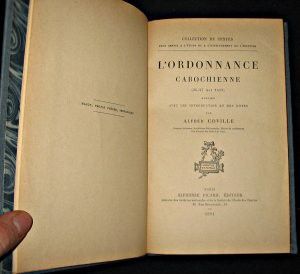 COLLECTION DE TEXTES
POUR SERVIR A L'ÉTUDE ET A L'ENSEIGNEMENT DE L'HISTOIRE
L'ORDONNANCE
CABOCHIENNE
(26-27 MAI 1413)
PUBLIÉE
AVEC UNE INTRODUCTION ET DES NOTES
PAR
ALFRED COVILLE
PARIS
ALPHONSE PICARD, ÉDITEUR
82, Rue Bonaparte, 82
1891